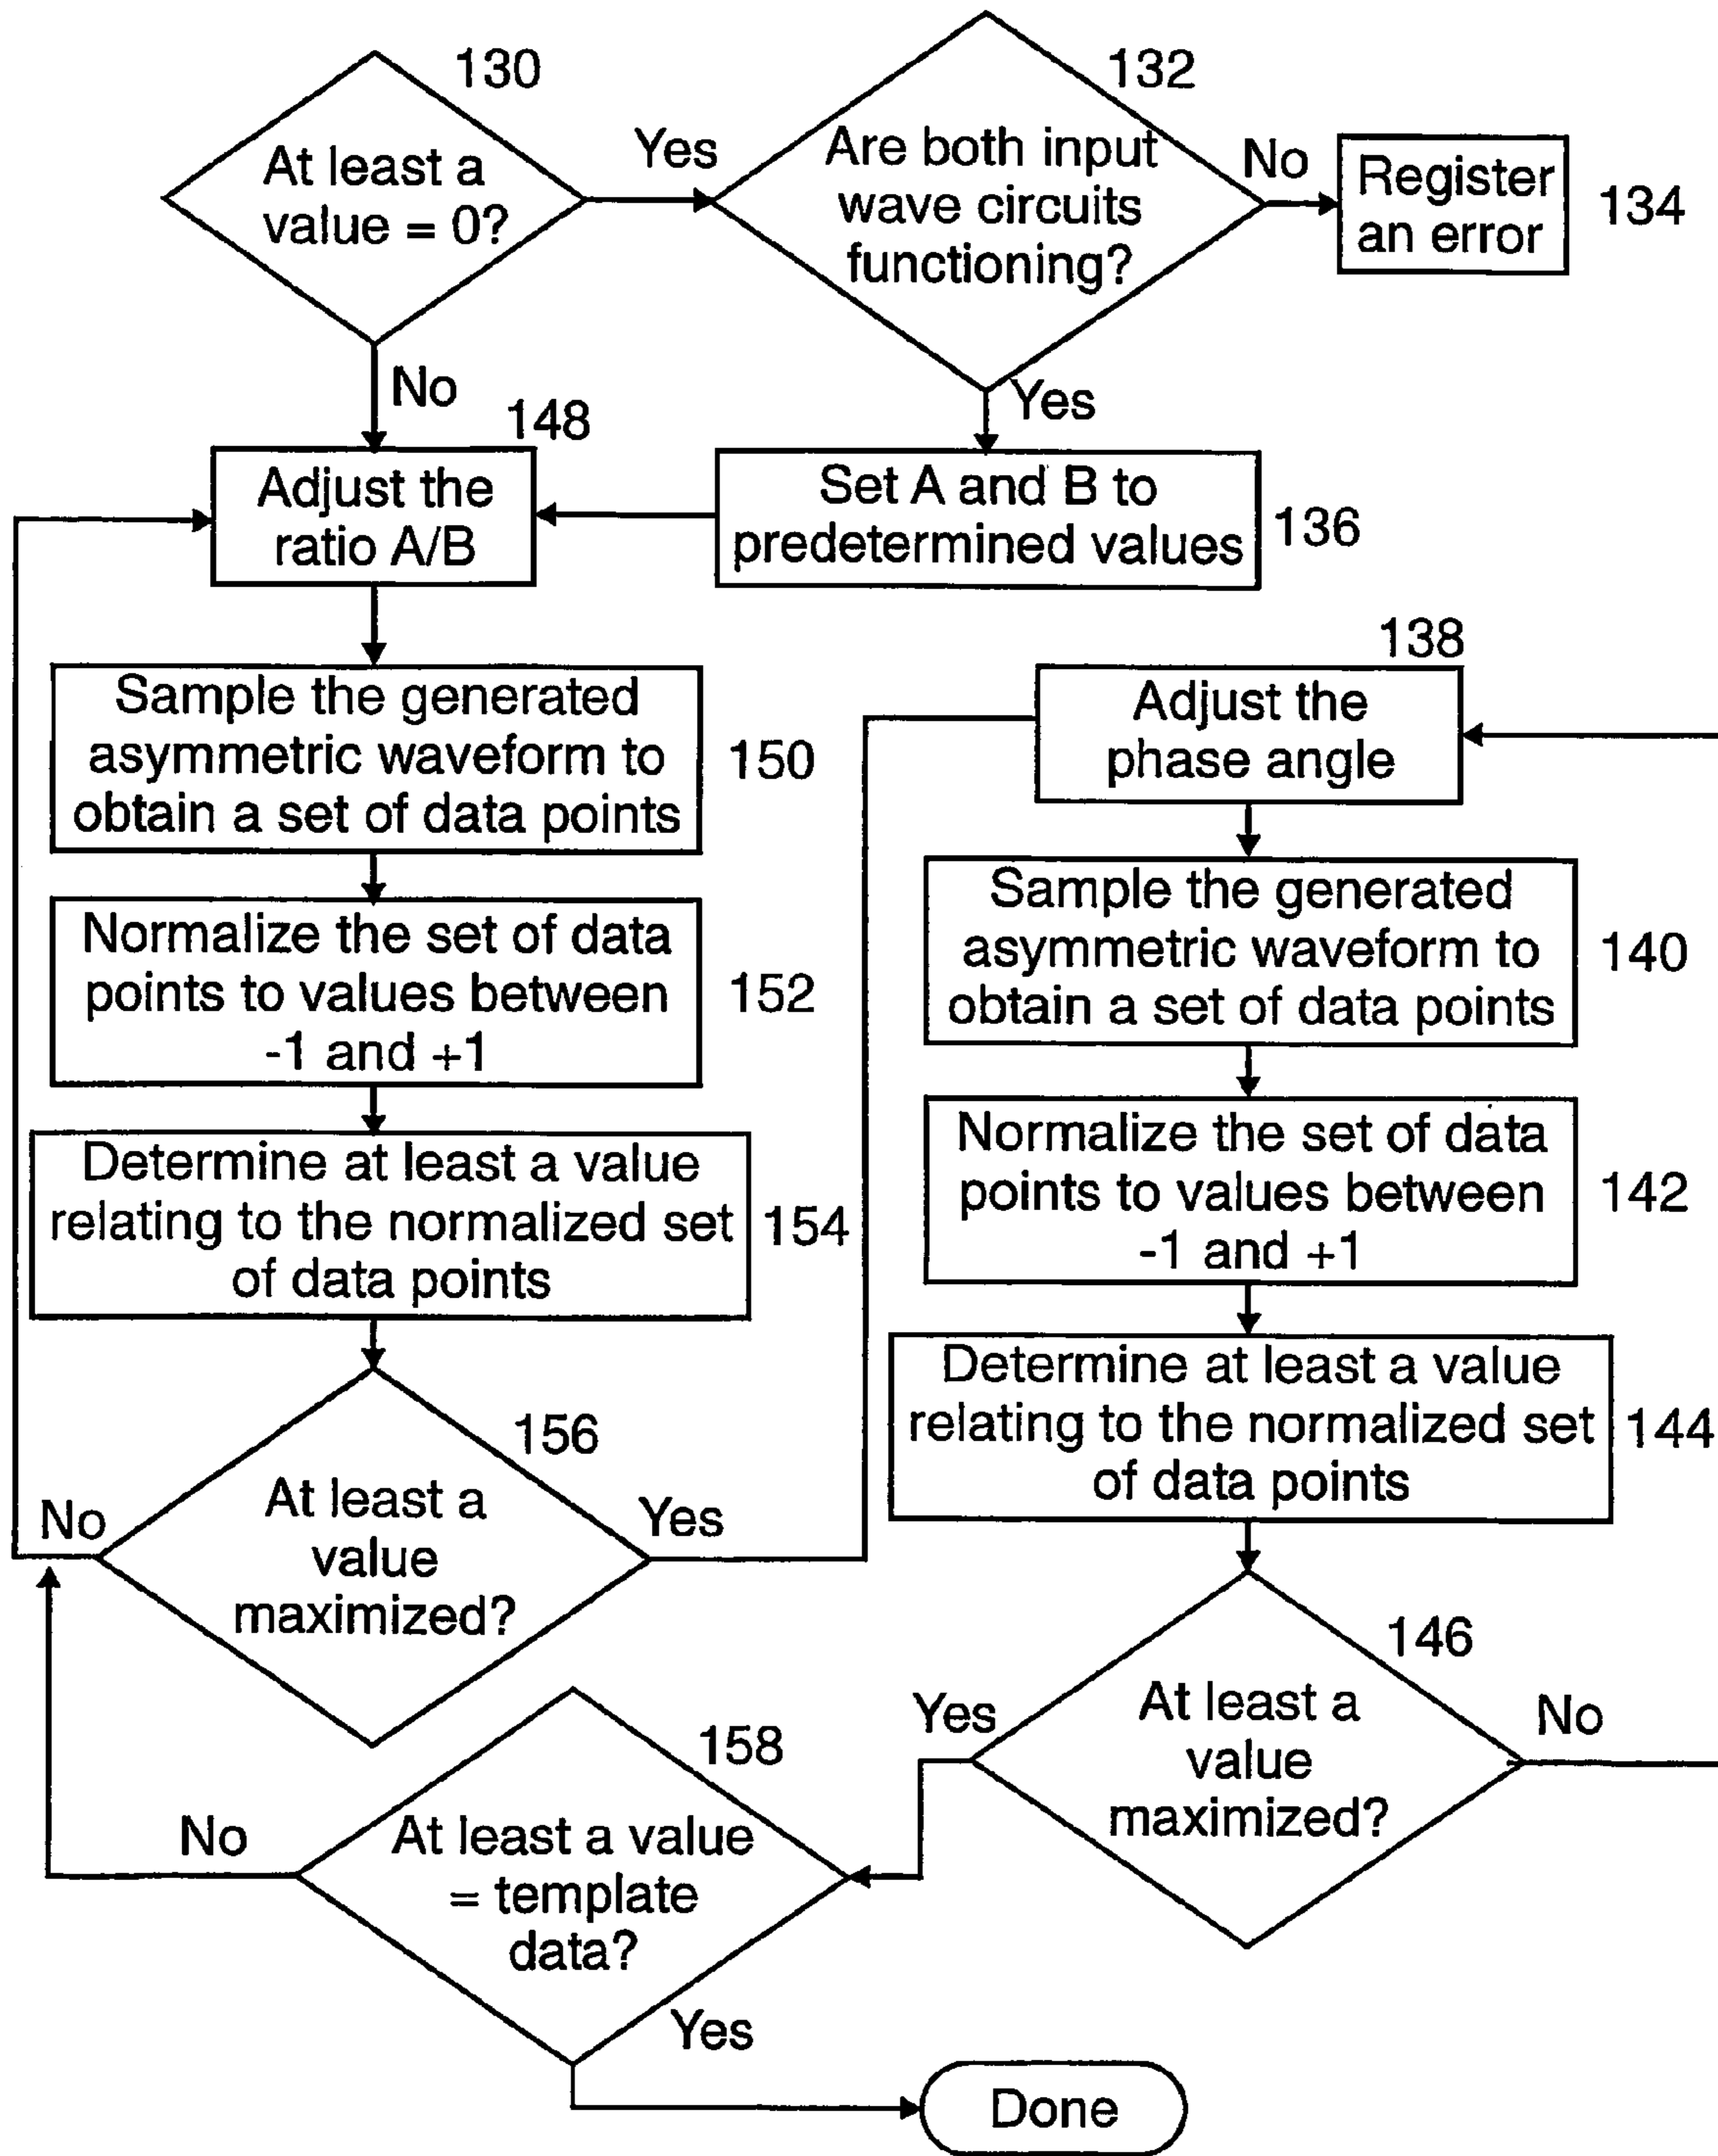 130
At least a
value = 0?
Yes
No
132
Are both input
wave circuits
functioning?
No
Yes
Register
an error
134
148
Adjust the
ratio A/B
Set A and B to
predetermined values
136
Sample the generated
asymmetric waveform to
obtain a set of data points
150
Normalize the set of data
points to values between
-1 and +1
152
Determine at least a value
relating to the normalized set
of data points
154
156
At least a
value
maximized?
No
Yes
138
Adjust the
phase angle
Sample the generated
asymmetric waveform to
obtain a set of data points
140
Normalize the set of data
points to values between
-1 and +1
142
Determine at least a value
relating to the normalized set
of data points
144
146
At least a
value
maximized?
Yes
No
158
At least a value
= template
data?
No
Yes
Done